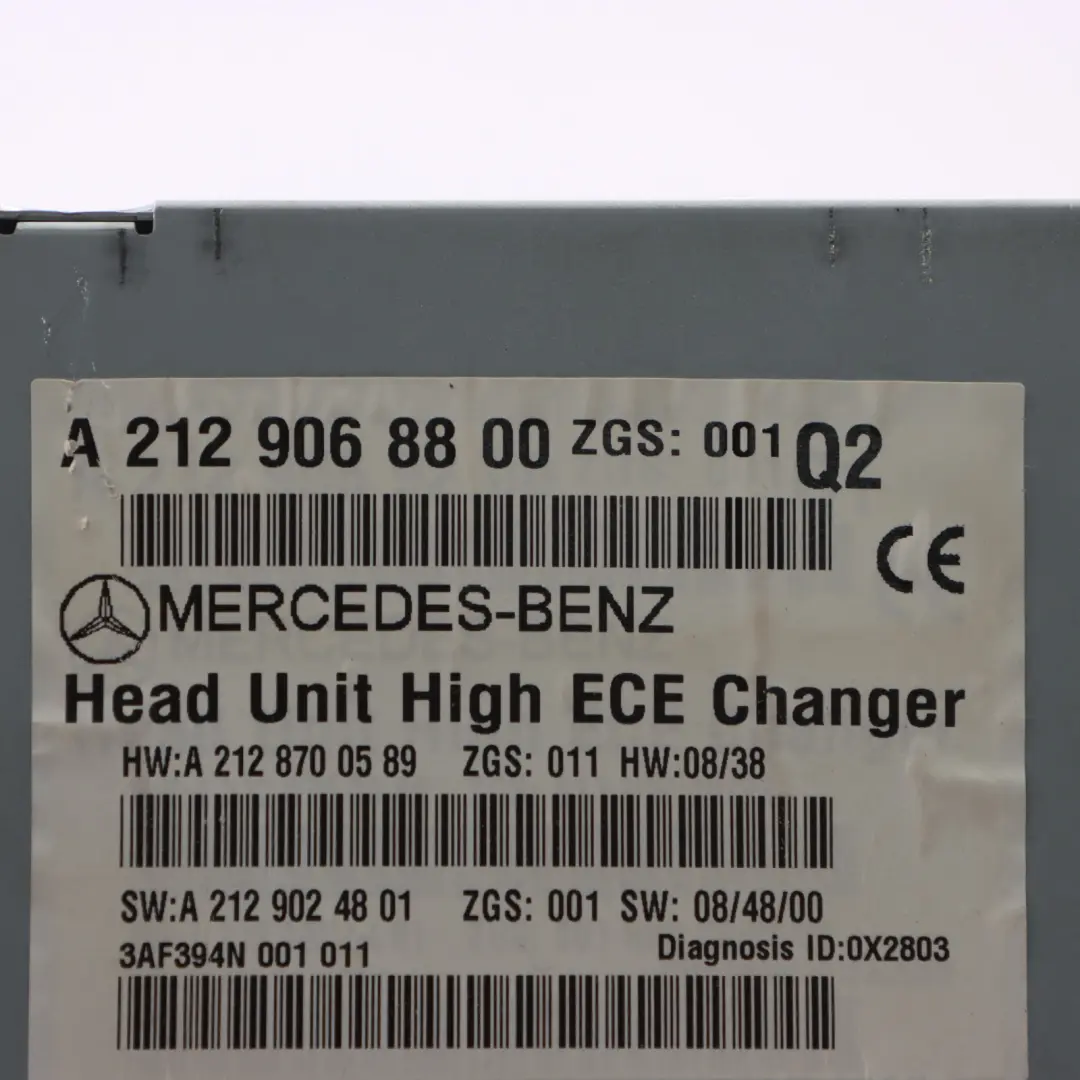 A 212 906 88 00 ZGS: 001 Q2
CE
MERCEDES-BENZ
Head Unit High ECE Changer
HW:A 212 870 05 89 ZGS: 011 HW:08/38
SW:A 212 902 48 01 ZGS: 001 SW: 08/48/00
3AF394N 001 011 Diagnosis ID:0X2803